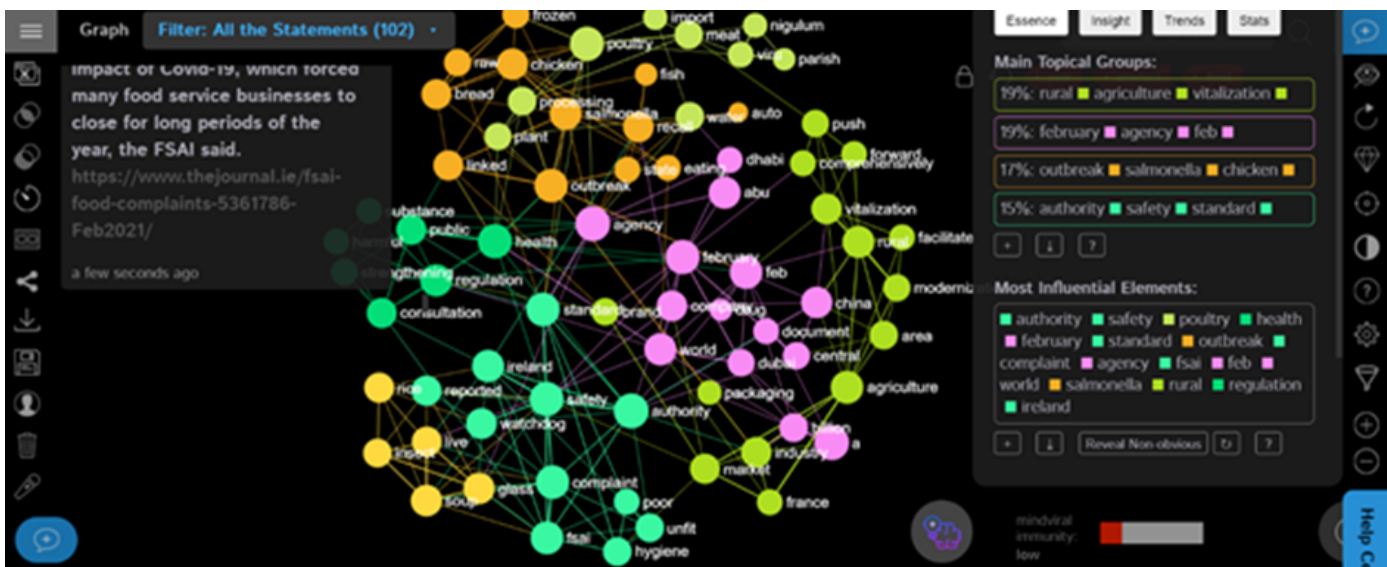 Graph
Filter: All the Statements (102)
impact of Covid-19, which forced
many food service businesses to
close for long periods of the
year, the FSAI said.
https://www.thejournal.ie/fsai-
food-complaints-5361786-
Feb2021/
a few seconds ago
frozen
import
nigulum
poultry
meat
parish
raw
chicken
fish
bread
processing
salmonella
recall
auto
plant
push
forward
comprehensively
linked
outbreak
state
eating
dhabi
abu
vitalization
agency
substance
public
health
rural
facilitate
strengthening
regulation
february
feb
consultation
standard
brand
china
document
area
world
dubai
central
ireland
rice
reported
safety
authority
packaging
agriculture
watchdog
live
insect
a
industry
market
soup
glass
complaint
poor
france
unfit
fsai
hygiene
Essence
Insight
Trends
Stats
Main Topical Groups:
19%: rural agriculture vitalization
19%: february agency feb
17%: outbreak salmonella chicken
15%: authority safety standard
+
?
Most Influential Elements:
authority safety poultry health
february standard outbreak
complaint agency fsai feb
world salmonella rural regulation
ireland
+
Reveal Non-obvious
?
mindviral
immunity:
low
Help C